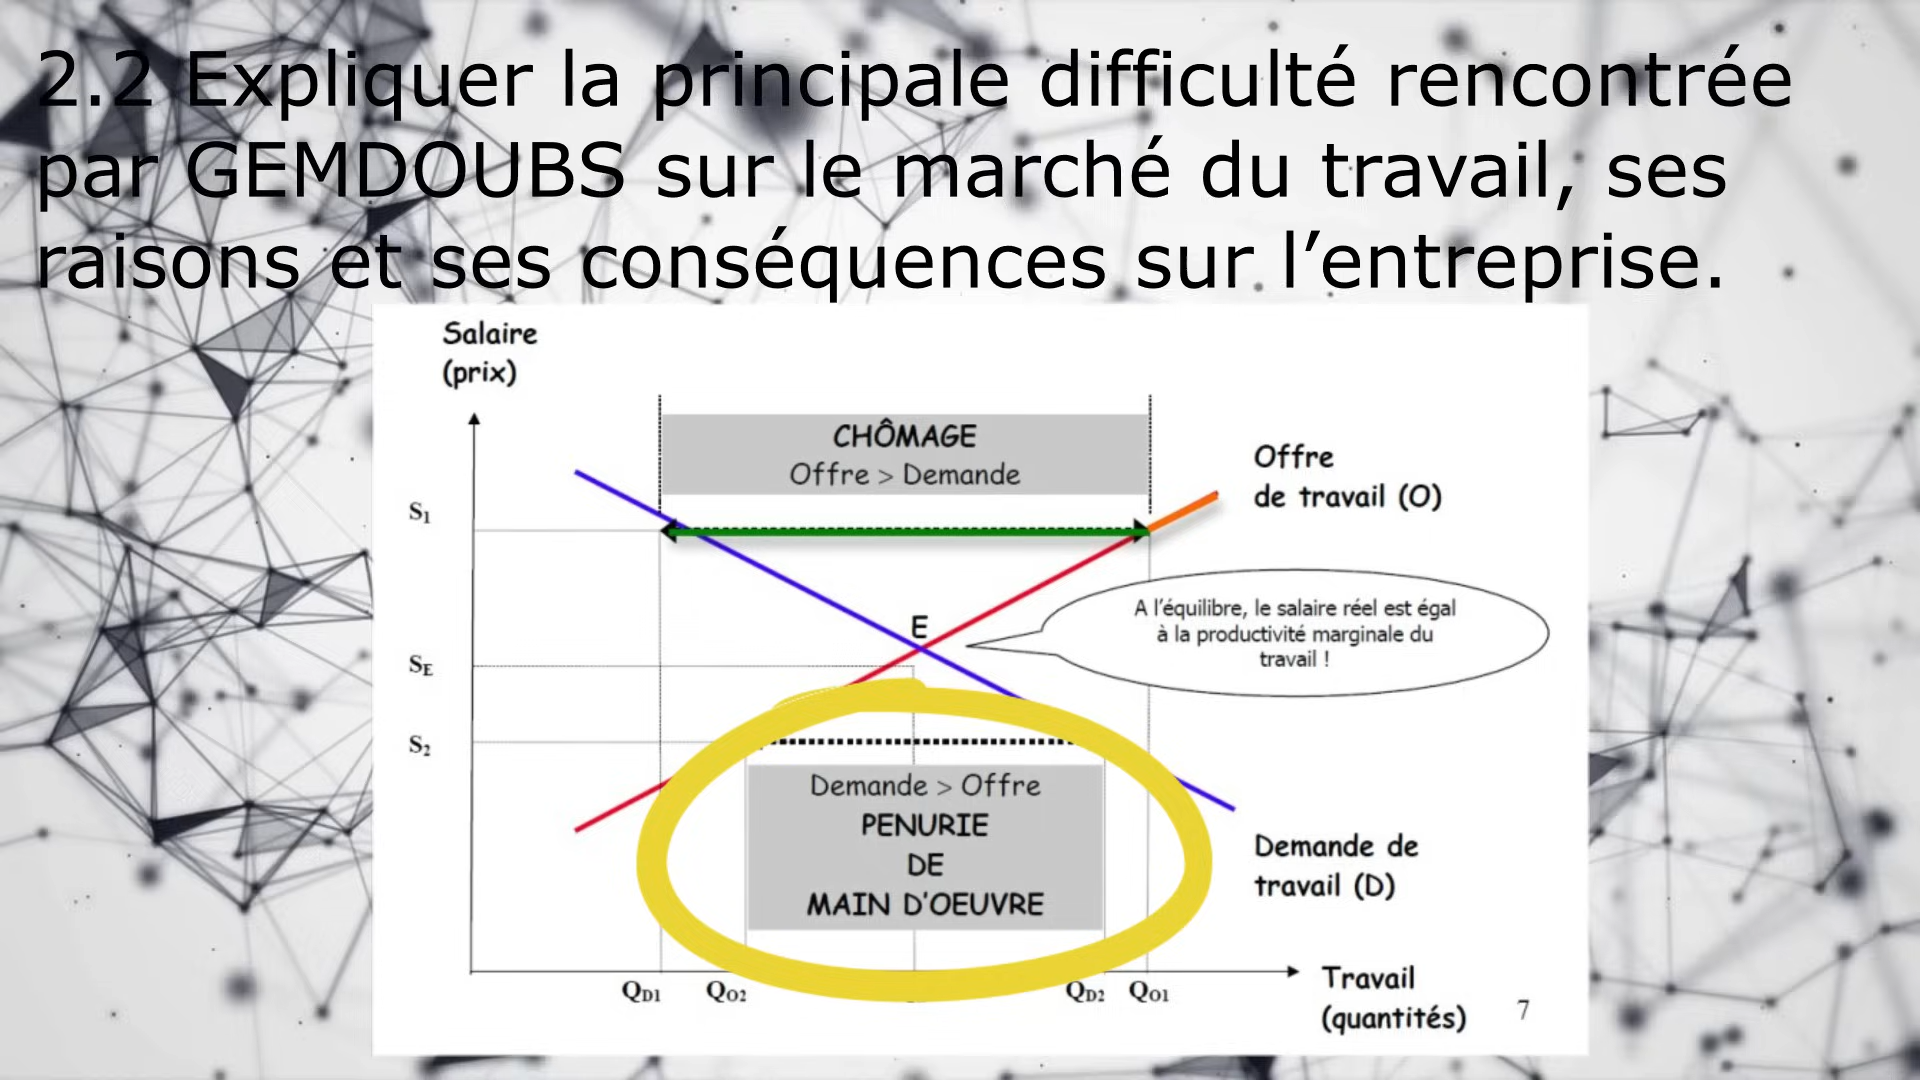 2.2 Expliquer la principale difficulté rencontrée
par GEMDOUBS sur le marché du travail, ses
raisons et ses conséquences sur l’entreprise.
Salaire
(prix)
CHÔMAGE
Offre > Demande
Offre
de travail (O)
S1
A l’équilibre, le salaire réel est égal
à la productivité marginale du
travail !
E
SE
S2
Demande > Offre
PENURIE
DE
MAIN D’OEUVRE
Demande de
travail (D)
QD1 QO2 QD2 QO1
Travail
(quantités)
7